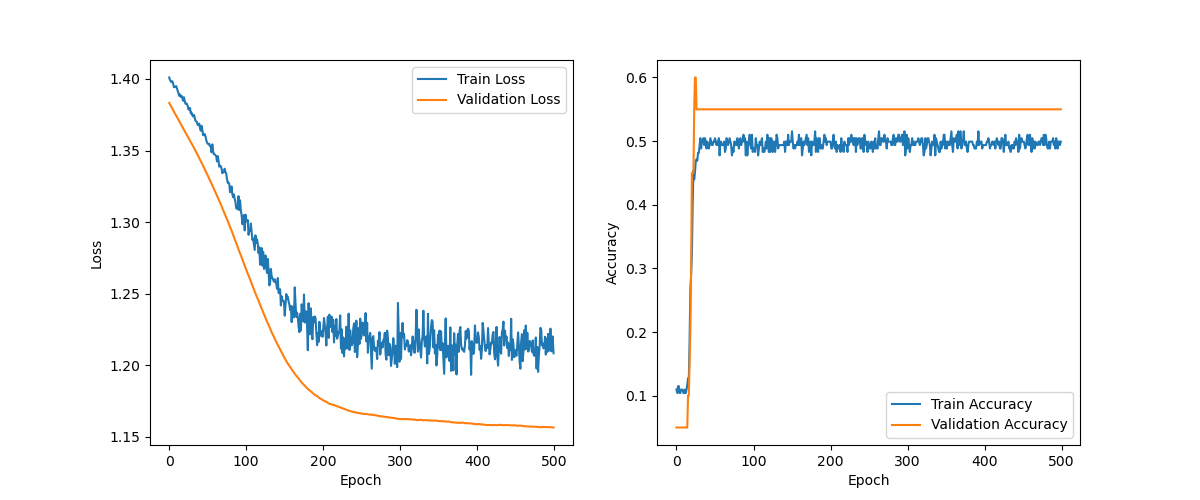 Train Loss
Validation Loss
1.40
1.35
1.30
1.25
1.20
1.15
Loss
0 100 200 300 400 500
Epoch
0.6
0.5
0.4
0.3
0.2
0.1
Accuracy
Train Accuracy
Validation Accuracy
0 100 200 300 400 500
Epoch